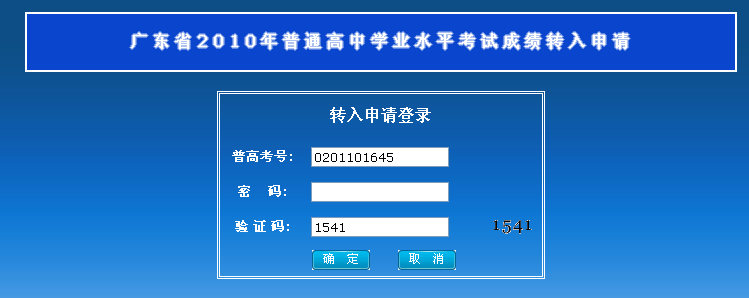 广东省2010年普通高中学业水平考试成绩转入申请
转入申请登录
普高考号: 0201101645
密 码:
验证码: 1541 1541
确 定 取 消